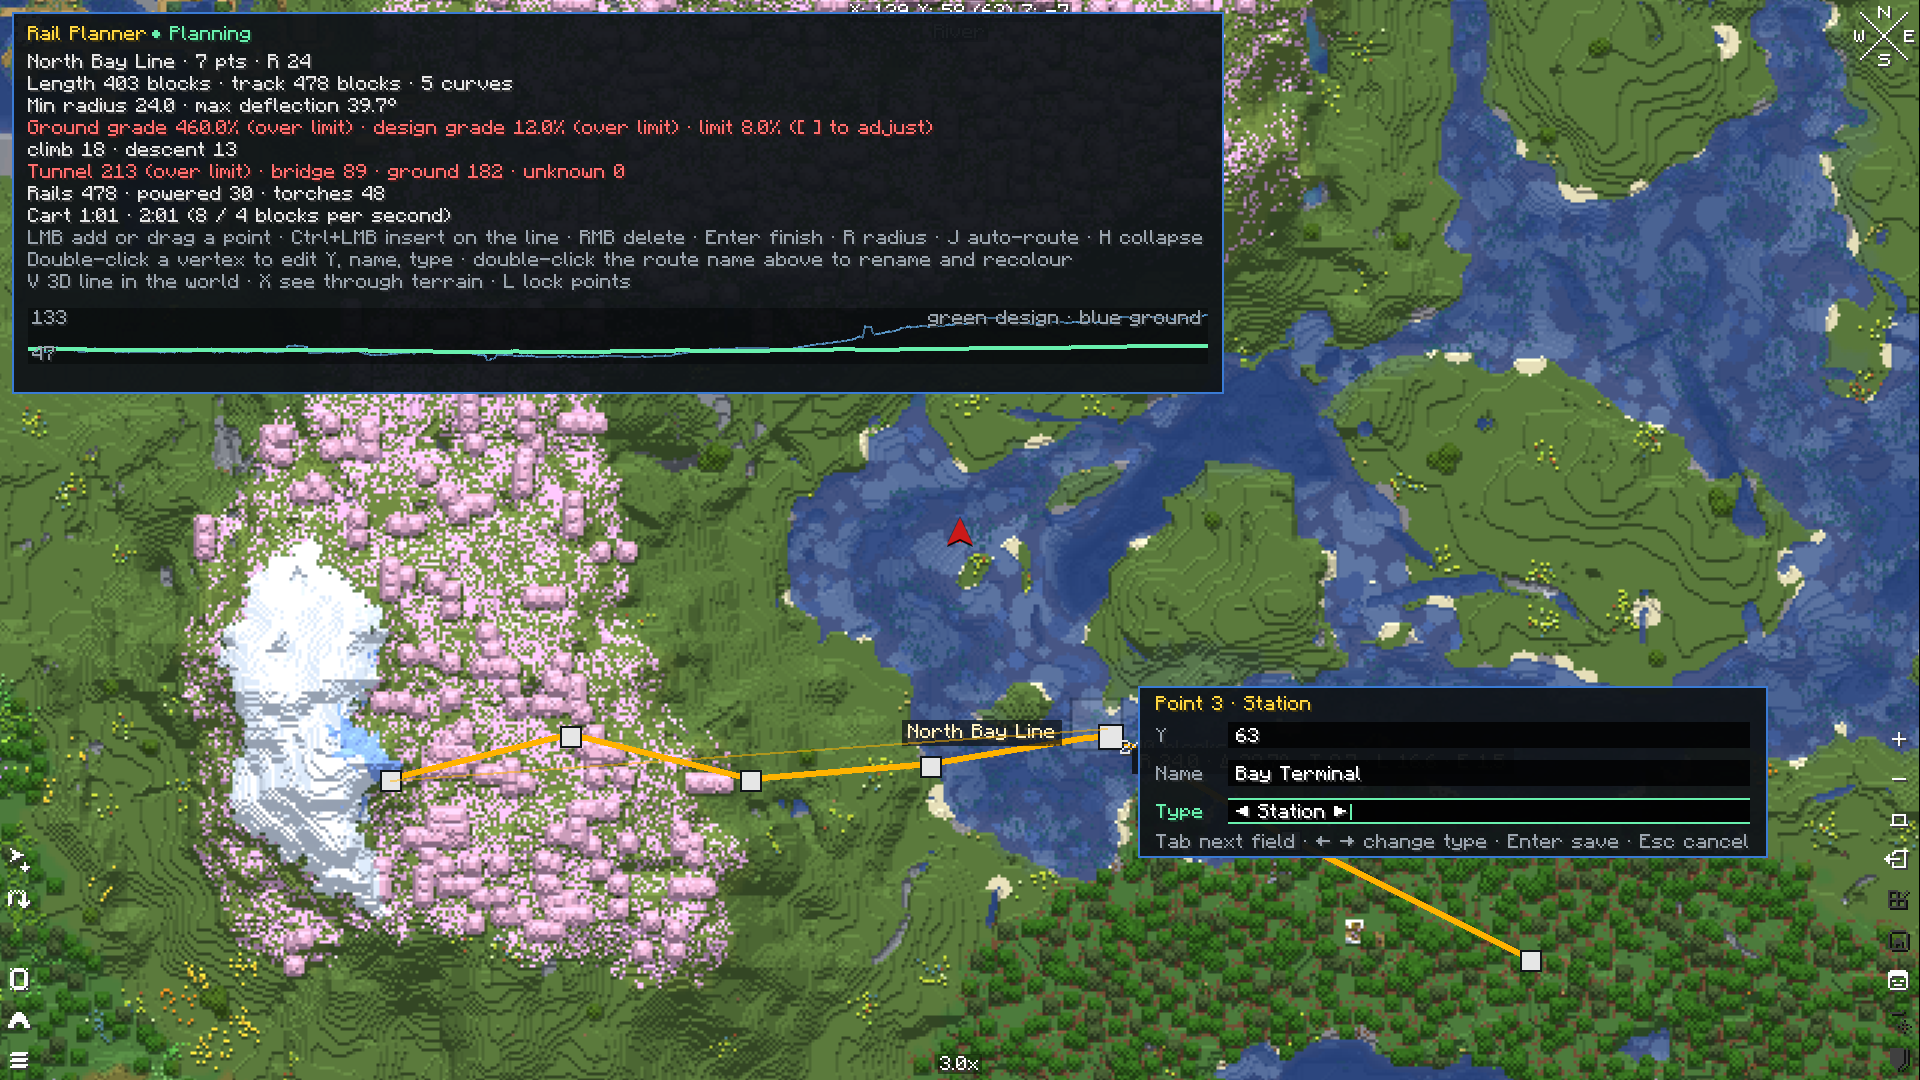 X: 139 Y: 58 (63) Z: -7
River
N
W E
S
Rail Planner • Planning
North Bay Line · 7 pts · R 24
Length 403 blocks · track 478 blocks · 5 curves
Min radius 24.0 · max deflection 39.7°
Ground grade 460.0% (over limit) · design grade 12.0% (over limit) · limit 8.0% ([ ] to adjust)
climb 18 · descent 13
Tunnel 213 (over limit) · bridge 89 · ground 182 · unknown 0
Rails 478 · powered 30 · torches 48
Cart 1:01 · 2:01 (8 / 4 blocks per second)
LMB add or drag a point · Ctrl+LMB insert on the line · RMB delete · Enter finish · R radius · J auto-route · H collapse
Double-click a vertex to edit Y, name, type · double-click the route name above to rename and recolour
V 3D line in the world · X see through terrain · L lock points
133
green design · blue ground
47
North Bay Line
Point 3 · Station
Y 63
Name Bay Terminal
Type ◄ Station ►
Tab next field · ← → change type · Enter save · Esc cancel
3.0x